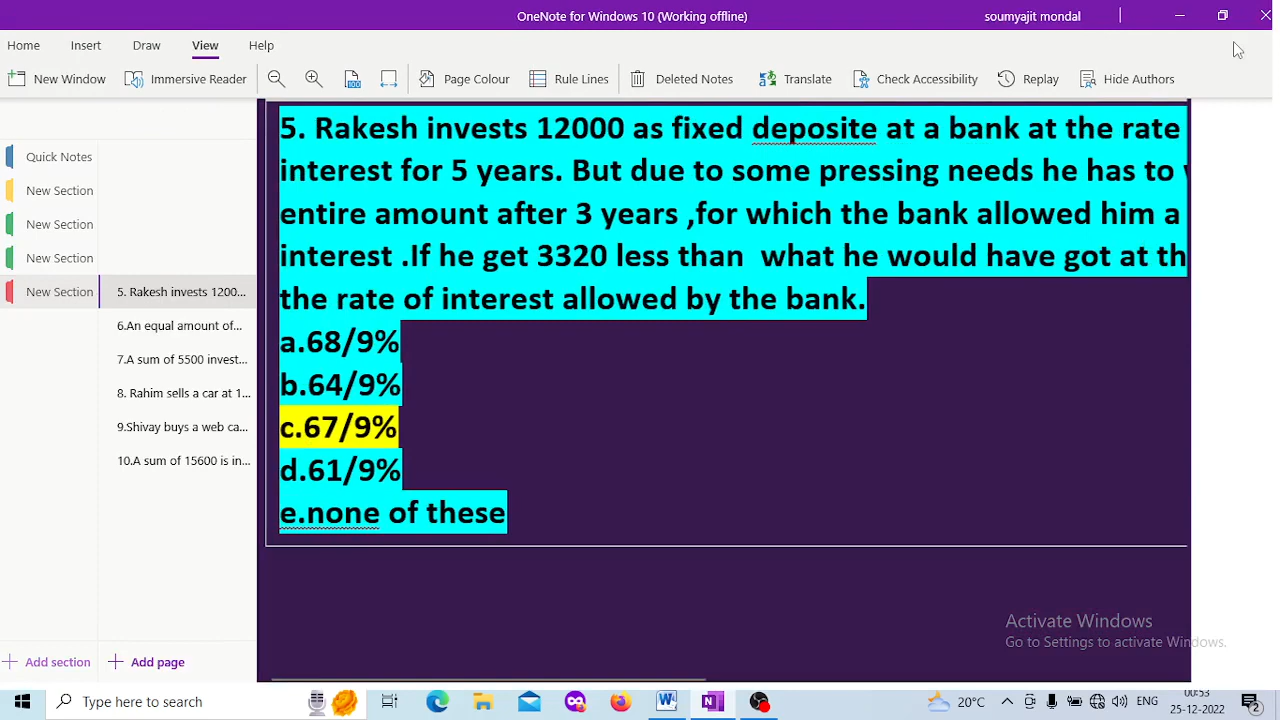 OneNote for Windows 10 (Working offline)
soumyajit mondal
Home Insert Draw View Help
New Window Immersive Reader Page Colour Rule Lines Deleted Notes Translate Check Accessibility Replay Hide Authors
Quick Notes
New Section
New Section
New Section
New Section
5. Rakesh invests 1200...
6.An equal amount of...
7.A sum of 5500 invest...
8. Rahim sells a car at 1...
9.Shivay buys a web ca...
10.A sum of 15600 is in...
5. Rakesh invests 12000 as fixed deposite at a bank at the rate
interest for 5 years. But due to some pressing needs he has to
entire amount after 3 years ,for which the bank allowed him a
interest .If he get 3320 less than what he would have got at th
the rate of interest allowed by the bank.
a.68/9%
b.64/9%
c.67/9%
d.61/9%
e.none of these
Activate Windows
Go to Settings to activate Windows.
Add section Add page
Type here to search
20°C
ENG
00:53
25-12-2022
2